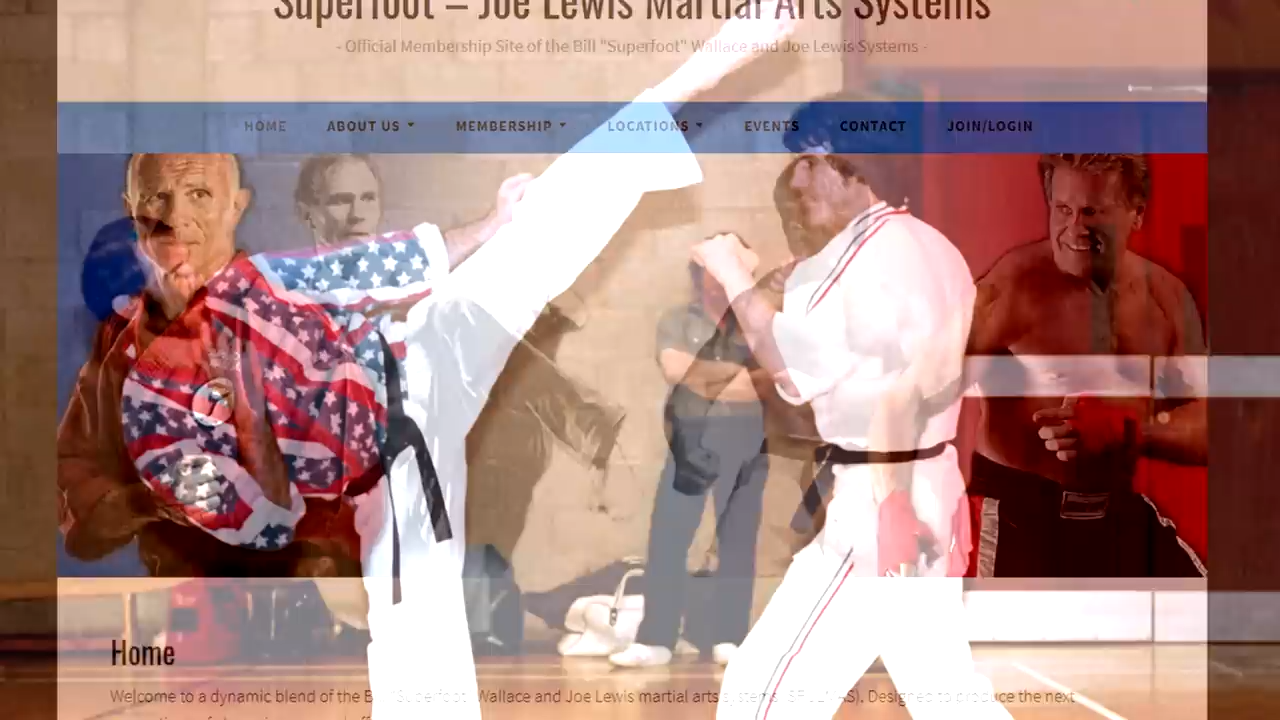 Superfoot – Joe Lewis Martial Arts Systems
- Official Membership Site of the Bill "Superfoot" Wallace and Joe Lewis Systems -
HOME ABOUT US MEMBERSHIP LOCATIONS EVENTS CONTACT JOIN/LOGIN
Home
Welcome to a dynamic blend of the Bill "Superfoot" Wallace and Joe Lewis martial arts systems, SFJLMAS). Designed to produce the next